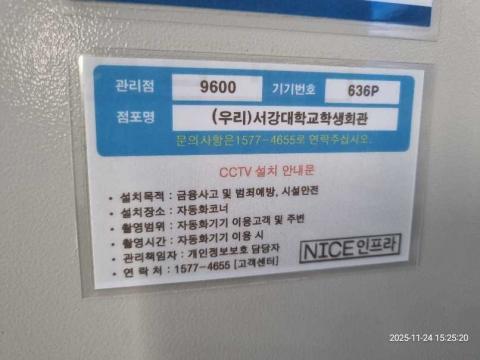 관리점 9600 기기번호 636P
점포명 (우리)서강대학교학생회관
문의사항은1577-4655로 연락주십시오.
CCTV 설치 안내문
• 설치목적 : 금융사고 및 범죄예방, 시설안전
• 설치장소 : 자동화코너
• 촬영범위 : 자동화기기 이용고객 및 주변
• 촬영시간 : 자동화기기 이용 시
• 관리책임자 : 개인정보보호 담당자
• 연 락 처 : 1577-4655 [고객센터]
NICE인프라
2025-11-24 15:25:20